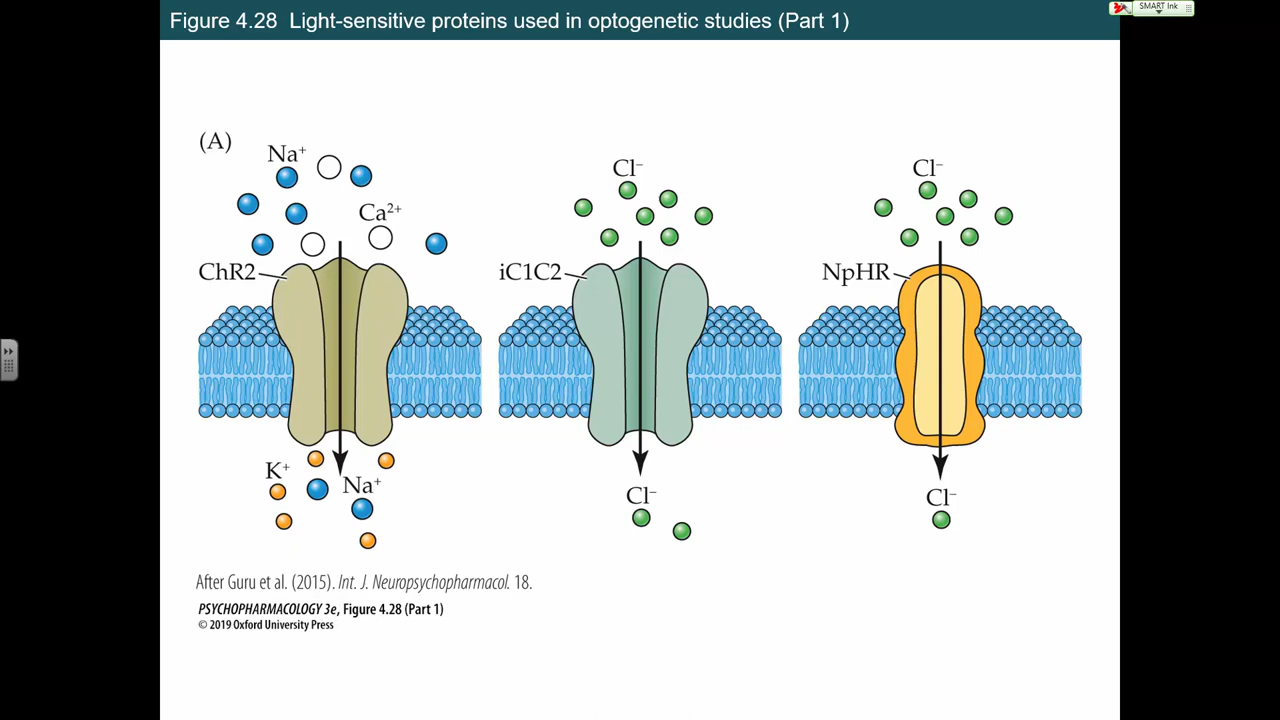 Figure 4.28 Light-sensitive proteins used in optogenetic studies (Part 1)
SMART Ink
(A)
Na⁺
Ca²⁺
ChR2
K⁺
Na⁺
Cl⁻
iC1C2
Cl⁻
Cl⁻
NpHR
Cl⁻
After Guru et al. (2015). Int. J. Neuropsychopharmacol. 18.
PSYCHOPHARMACOLOGY 3e, Figure 4.28 (Part 1)
© 2019 Oxford University Press